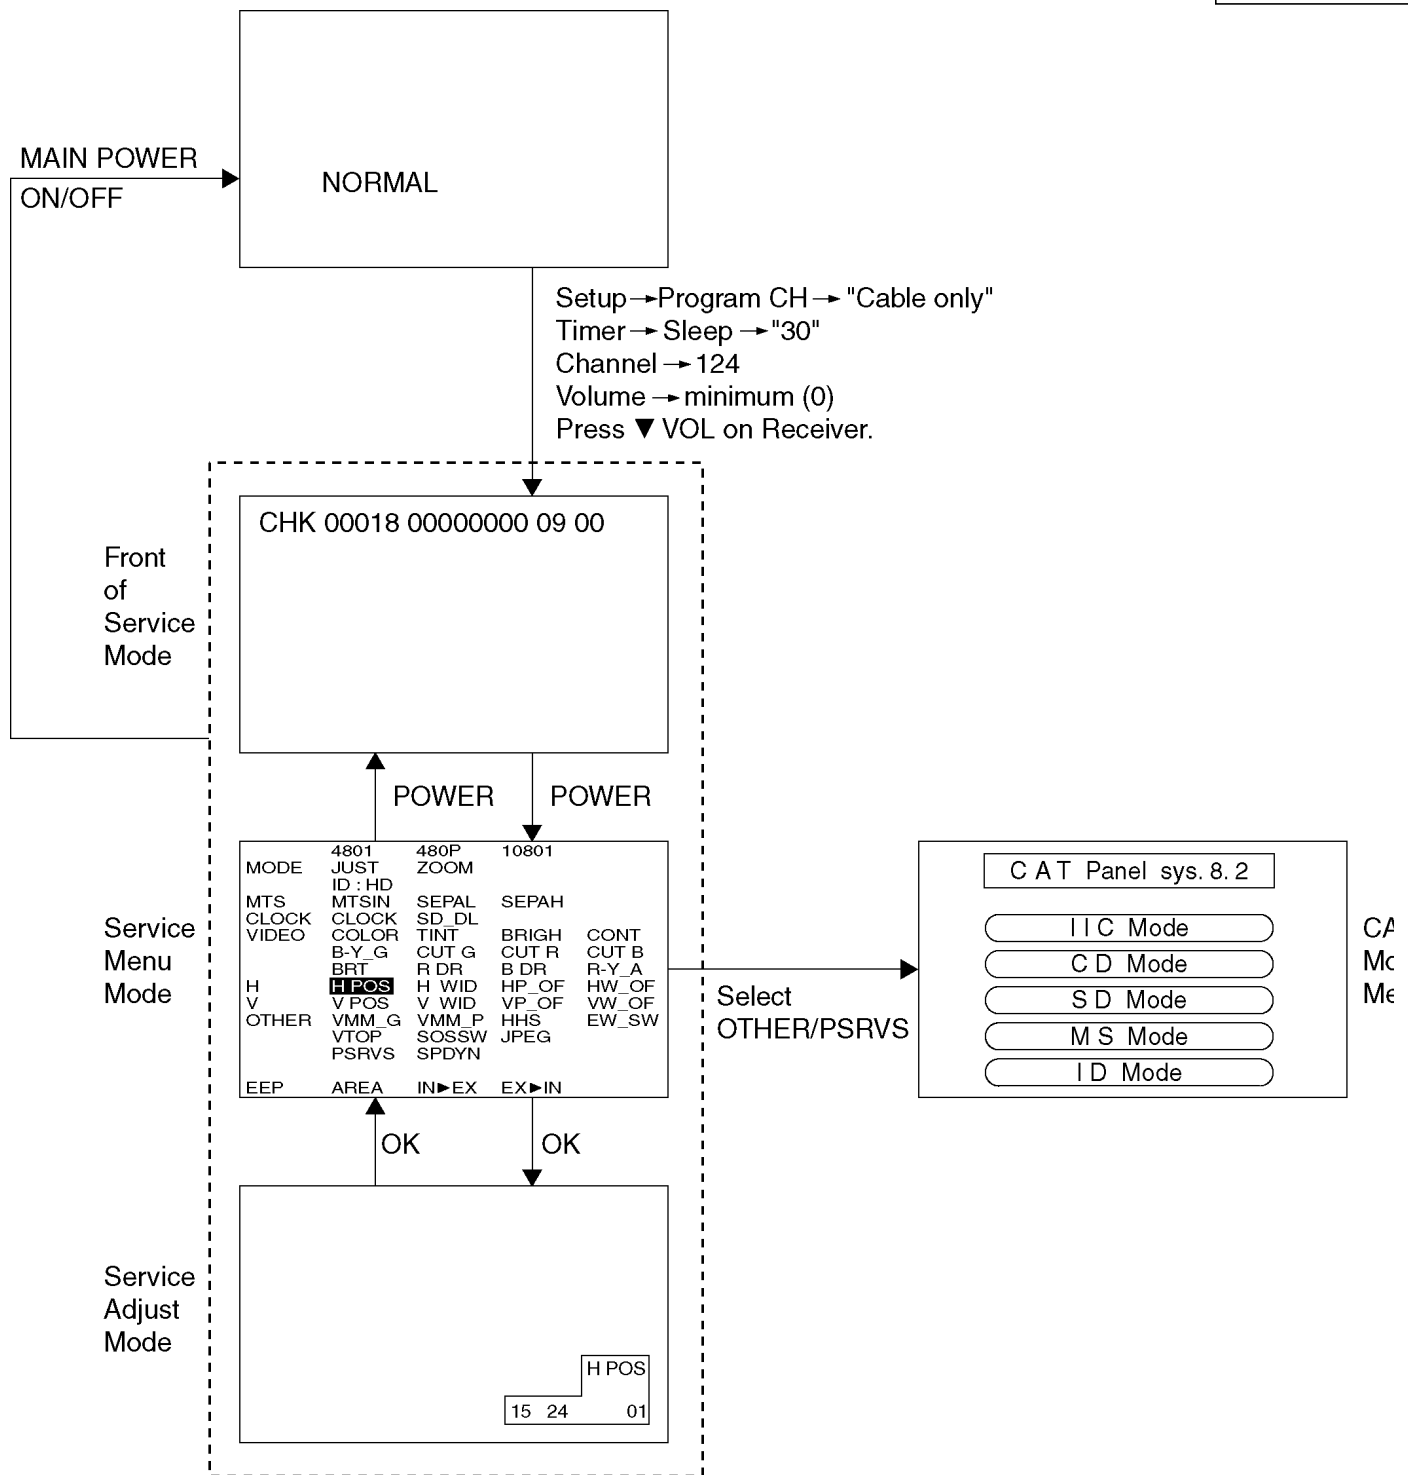 MAIN POWER
ON/OFF
NORMAL
Setup→Program CH→"Cable only"
Timer→Sleep→"30"
Channel→124
Volume→minimum (0)
Press ▼ VOL on Receiver.
Front
of
Service
Mode
CHK 00018 00000000 09 00
POWER POWER
Service
Menu
Mode
4801 480P 10801
MODE JUST ZOOM
ID : HD
MTS MTSIN SEPAL SEPAH
CLOCK CLOCK SD_DL
VIDEO COLOR TINT BRIGH CONT
B-Y_G CUT G CUT R CUT B
BRT R DR B DR R-Y_A
H H POS H WID HP_OF HW_OF
V V POS V WID VP_OF VW_OF
OTHER VMM_G VMM_P HHS EW_SW
VTOP SOSSW JPEG
PSRVS SPDYN
EEP AREA IN►EX EX►IN
Select
OTHER/PSRVS
CAT Panel sys.8.2
IIC Mode
CD Mode
SD Mode
MS Mode
ID Mode
OK OK
Service
Adjust
Mode
H POS
15 24 01